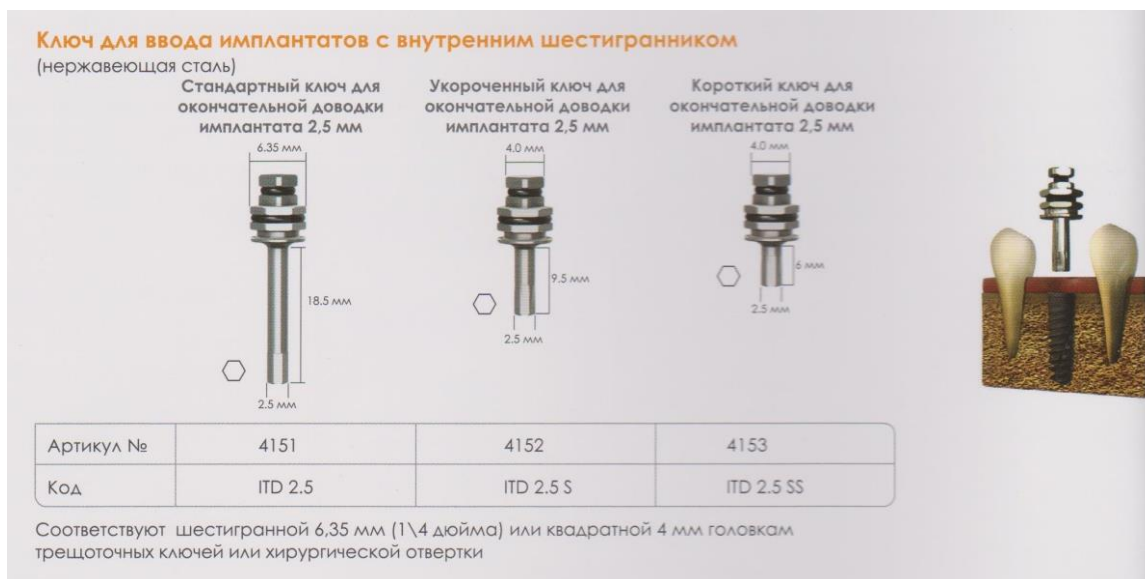 Ключ для ввода имплантатов с внутренним шестигранником
(нержавеющая сталь)
Стандартный ключ для
окончательной доводки
имплантата 2,5 мм
6.35 мм
18.5 мм
2.5 мм
Укороченный ключ для
окончательной доводки
имплантата 2,5 мм
4.0 мм
9.5 мм
2.5 мм
Короткий ключ для
окончательной доводки
имплантата 2,5 мм
4.0 мм
6 мм
2.5 мм
Артикул № 4151 4152 4153
Код ITD 2.5 ITD 2.5 S ITD 2.5 SS
Соответствуют шестигранной 6,35 мм (1\4 дюйма) или квадратной 4 мм головкам
трещоточных ключей или хирургической отвертки